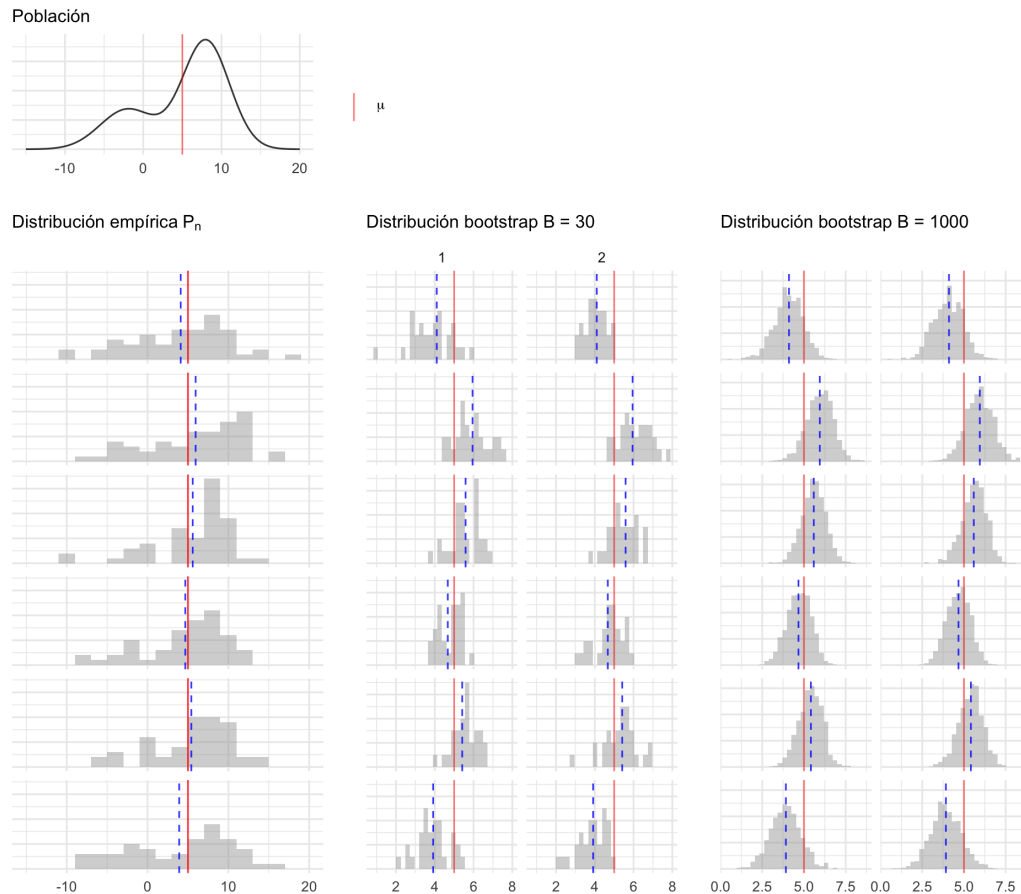 Población
μ
-10 0 10 20
Distribución empírica Pn
Distribución bootstrap B = 30
Distribución bootstrap B = 1000
1 2
-10 0 10 20
2 4 6 8 2 4 6 8
0.0 2.5 5.0 7.5 0.0 2.5 5.0 7.5